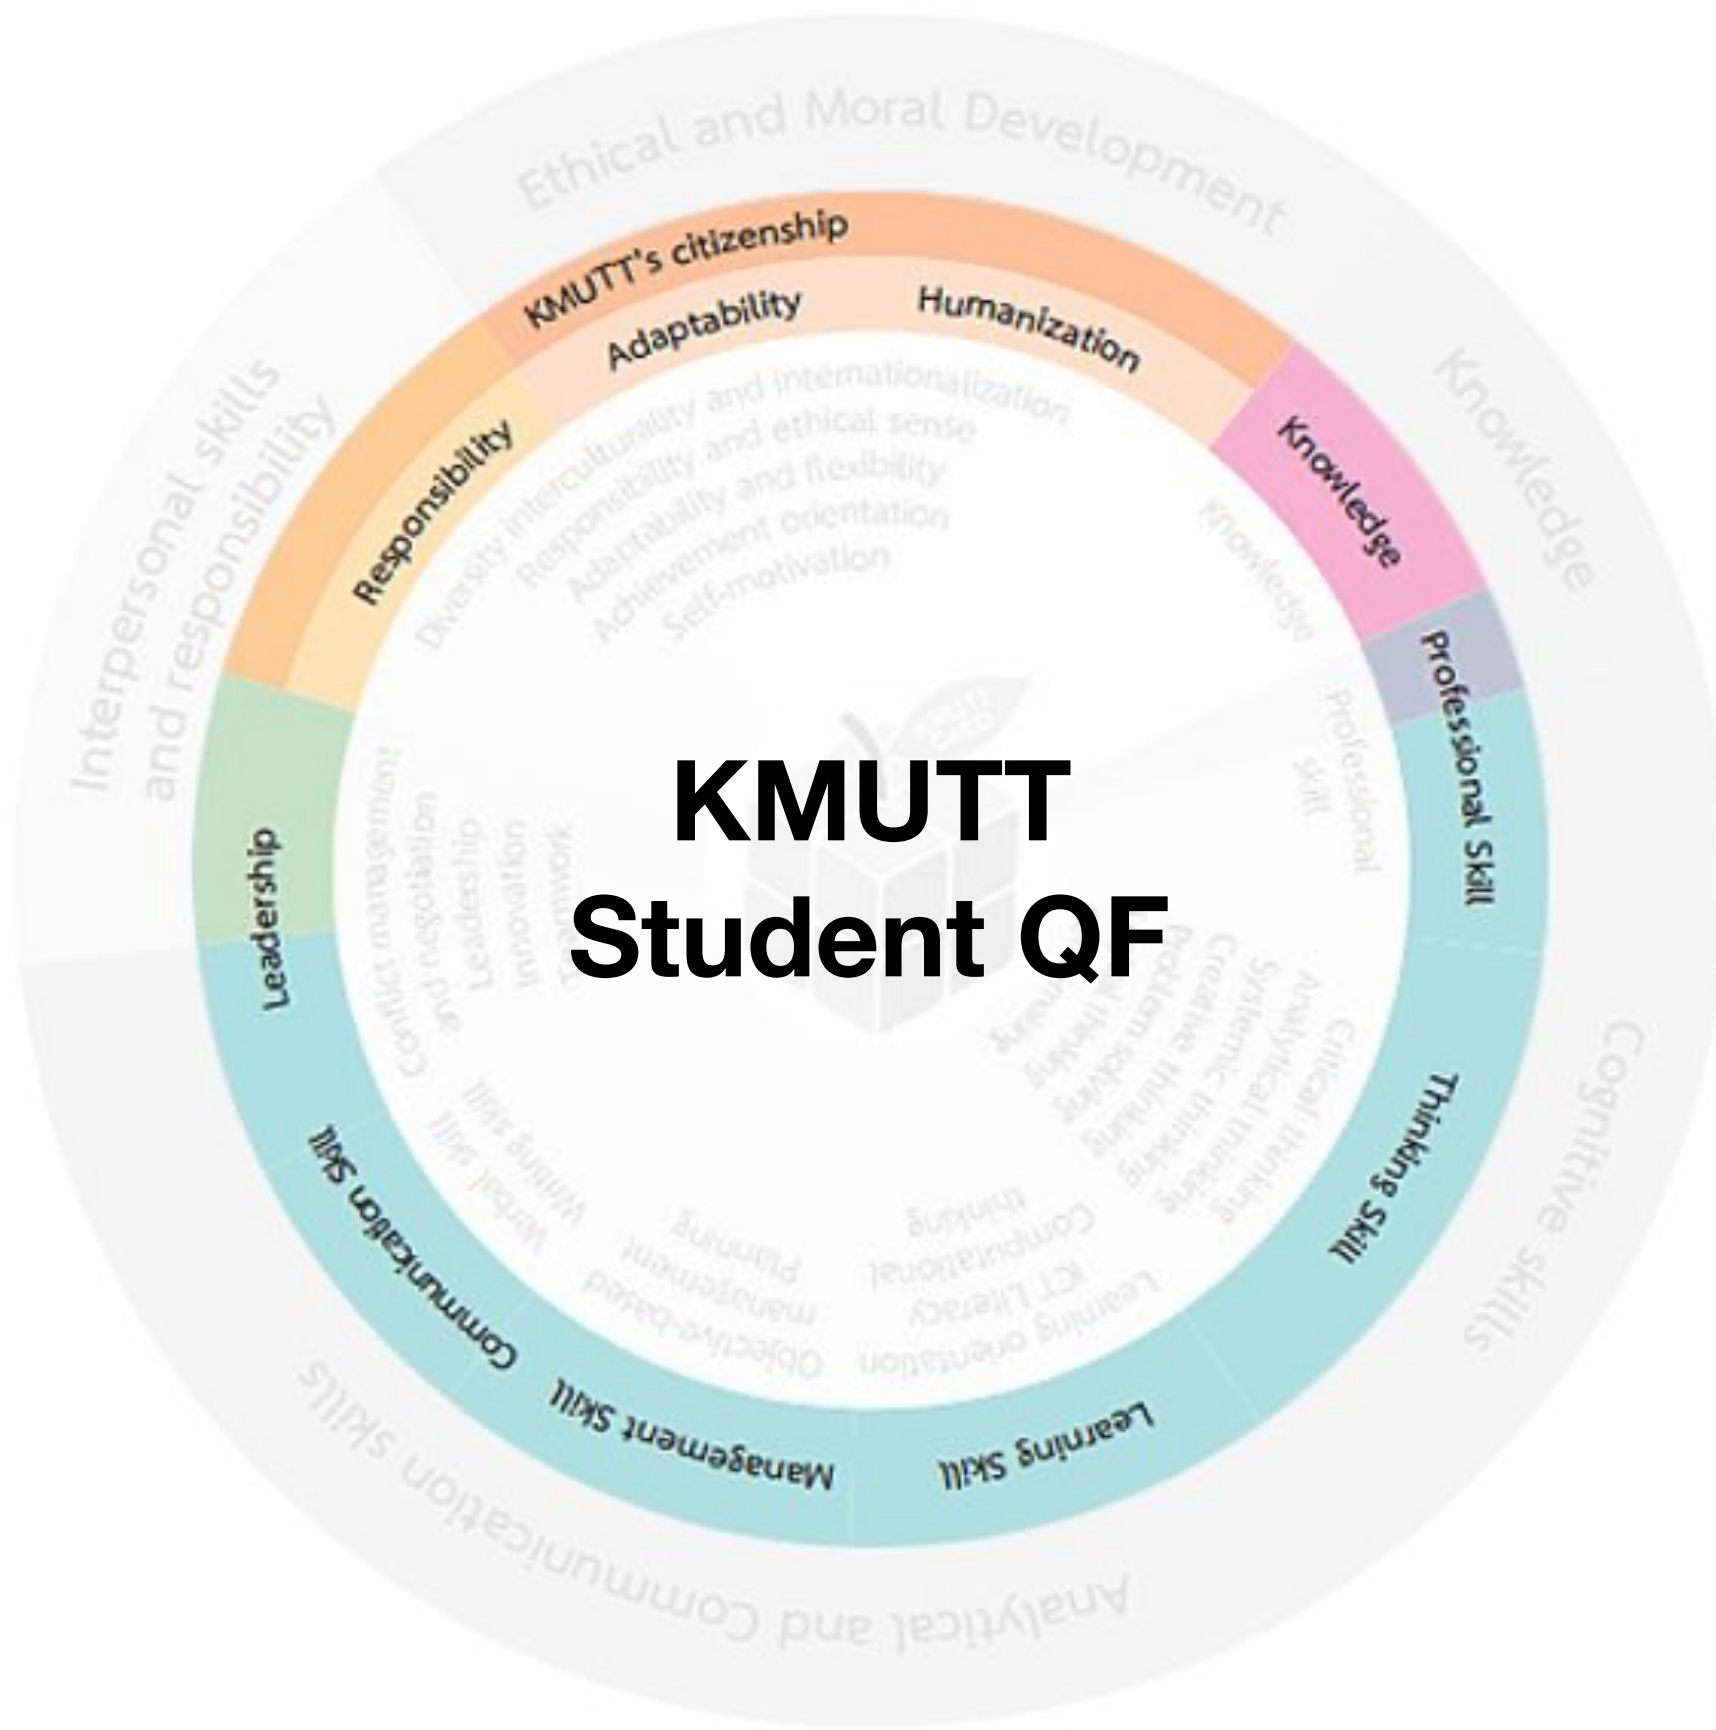 Ethical and Moral Development
Knowledge
Cognitive skills
Analytical and Communication skills
Interpersonal skills
and responsibility
KMUTT's citizenship
Adaptability
Humanization
Knowledge
Professional Skill
Thinking Skill
Learning Skill
Management Skill
Communication Skill
Leadership
Responsibility
Diversity interculturality and internationalization
Responsibility and ethical sense
Adaptability and flexibility
Achievement orientation
Self-motivation
Knowledge
Professional
skill
Critical thinking
Analytical thinking
Systemic thinking
Creative thinking
Problem solving
thinking
making
Learning orientation
ICT Literacy
Computational
thinking
Objective-based
management
Planning
Verbal skill
Writing skill
Conflict management
and negotiation
Leadership
Innovation
Teamwork
KMUTT
Student QF